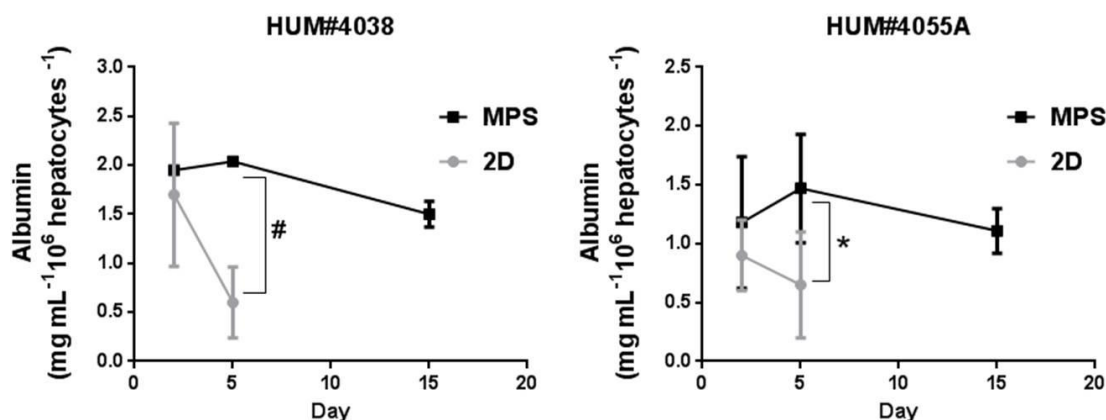 HUM#4038
Albumin
(mg mL⁻¹10⁶ hepatocytes ⁻¹)
3.0
2.5
2.0
1.5
1.0
0.5
0.0
MPS
2D
#
0 5 10 15 20
Day
HUM#4055A
Albumin
(mg mL⁻¹10⁶ hepatocytes ⁻¹)
2.5
2.0
1.5
1.0
0.5
0.0
MPS
2D
*
0 5 10 15 20
Day